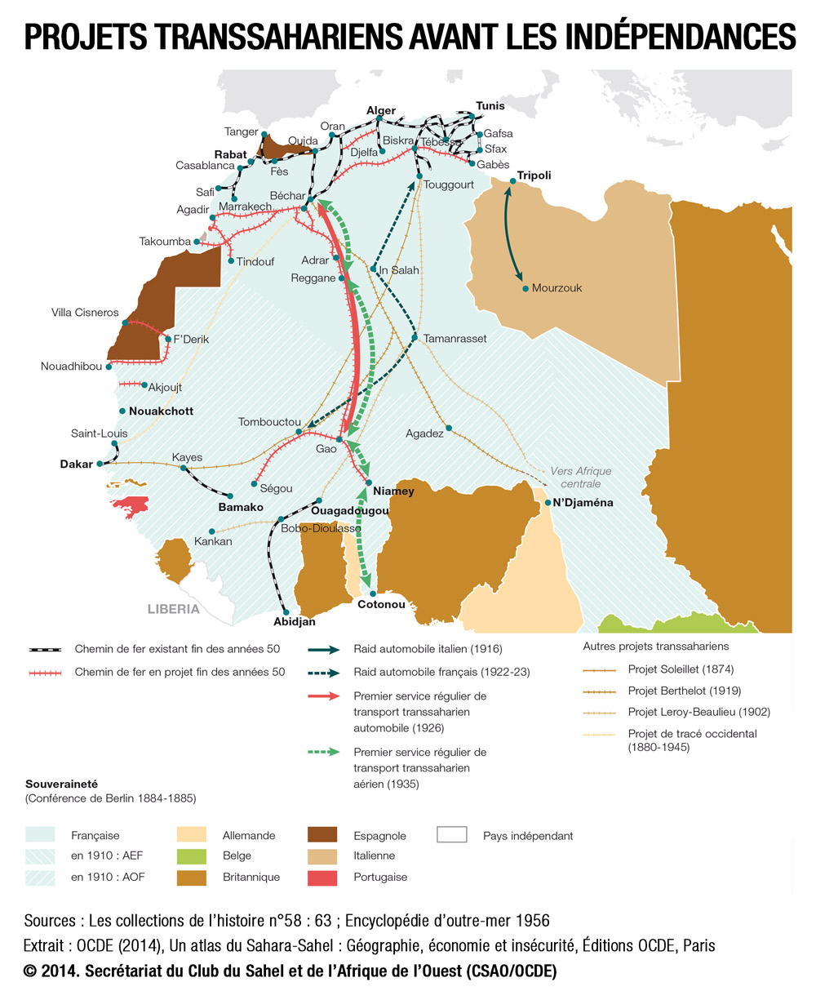 PROJETS TRANSSAHARIENS AVANT LES INDÉPENDANCES
Alger
Tunis
Oran
Tanger
Oujda
Gafsa
Biskra
Tébessa
Djelfa
Sfax
Rabat
Casablanca
Fès
Gabès
Tripoli
Touggourt
Safi
Béchar
Marrakech
Agadir
Takoumba
Tindouf
Adrar
In Salah
Reggane
Mourzouk
Villa Cisneros
F'Derik
Tamanrasset
Nouadhibou
Akjoujt
Nouakchott
Tombouctou
Saint-Louis
Agadez
Gao
Dakar
Kayes
Vers Afrique
centrale
Ségou
Niamey
Bamako
N'Djaména
Ouagadougou
Bobo-Dioulasso
Kankan
LIBERIA
Cotonou
Abidjan
Chemin de fer existant fin des années 50
Chemin de fer en projet fin des années 50
Raid automobile italien (1916)
Raid automobile français (1922-23)
Premier service régulier de
transport transsaharien
automobile (1926)
Premier service régulier de
transport transsaharien
aérien (1935)
Autres projets transsahariens
Projet Soleillet (1874)
Projet Berthelot (1919)
Projet Leroy-Beaulieu (1902)
Projet de tracé occidental
(1880-1945)
Souveraineté
(Conférence de Berlin 1884-1885)
Française
en 1910 : AEF
en 1910 : AOF
Allemande
Belge
Britannique
Espagnole
Italienne
Portugaise
Pays indépendant
Sources : Les collections de l'histoire n°58 : 63 ; Encyclopédie d'outre-mer 1956
Extrait : OCDE (2014), Un atlas du Sahara-Sahel : Géographie, économie et insécurité, Éditions OCDE, Paris
© 2014. Secrétariat du Club du Sahel et de l'Afrique de l'Ouest (CSAO/OCDE)